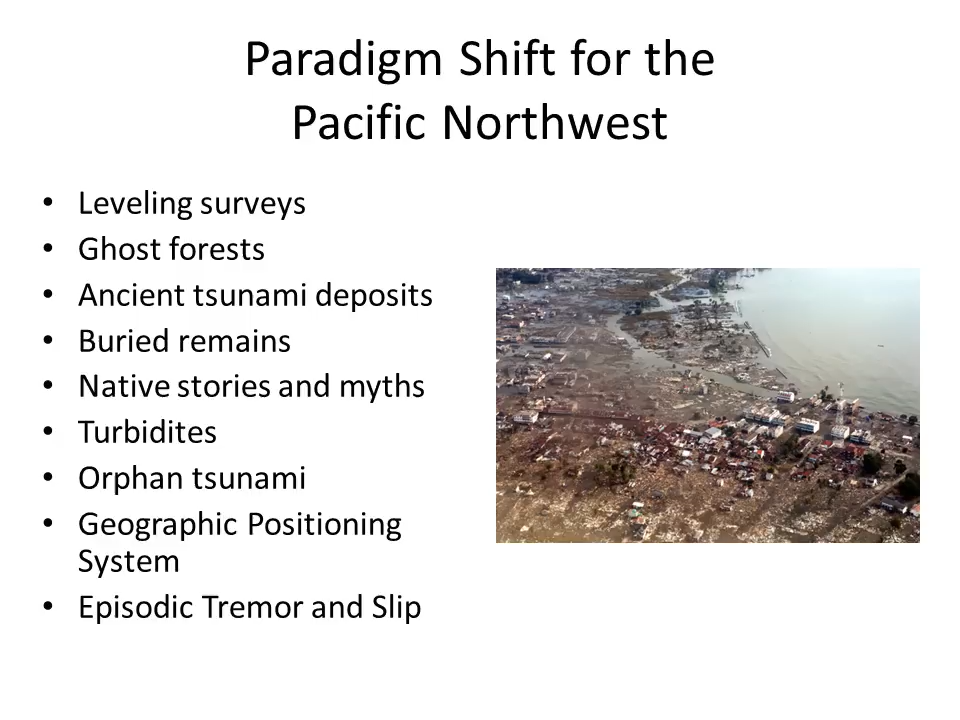 Paradigm Shift for the
Pacific Northwest
• Leveling surveys
• Ghost forests
• Ancient tsunami deposits
• Buried remains
• Native stories and myths
• Turbidites
• Orphan tsunami
• Geographic Positioning
System
• Episodic Tremor and Slip